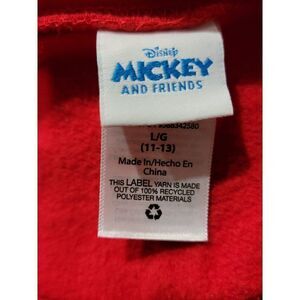 Disney
MICKEY
AND FRIENDS
L/G
(11-13)
Made In/Hecho En
China
THIS LABEL YARN IS MADE
OUT OF 100% RECYCLED
POLYESTER MATERIALS